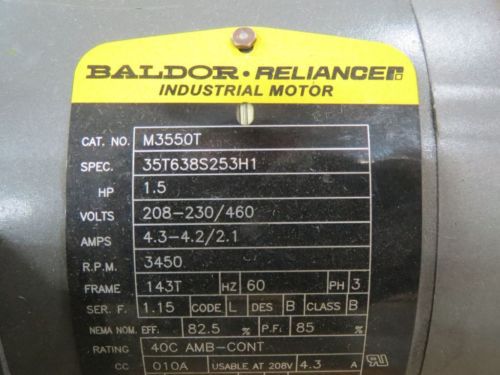 BALDOR • RELIANCE
INDUSTRIAL MOTOR
CAT. NO. M3550T
SPEC. 35T638S253H1
HP 1.5
VOLTS 208-230/460
AMPS 4.3-4.2/2.1
R.P.M. 3450
FRAME 143T HZ 60 PH 3
SER. F. 1.15 CODE L DES B CLASS B
NEMA NOM. EFF. 82.5 % P.F. 85 %
RATING 40C AMB-CONT
CC 010A USABLE AT 208V 4.3 A